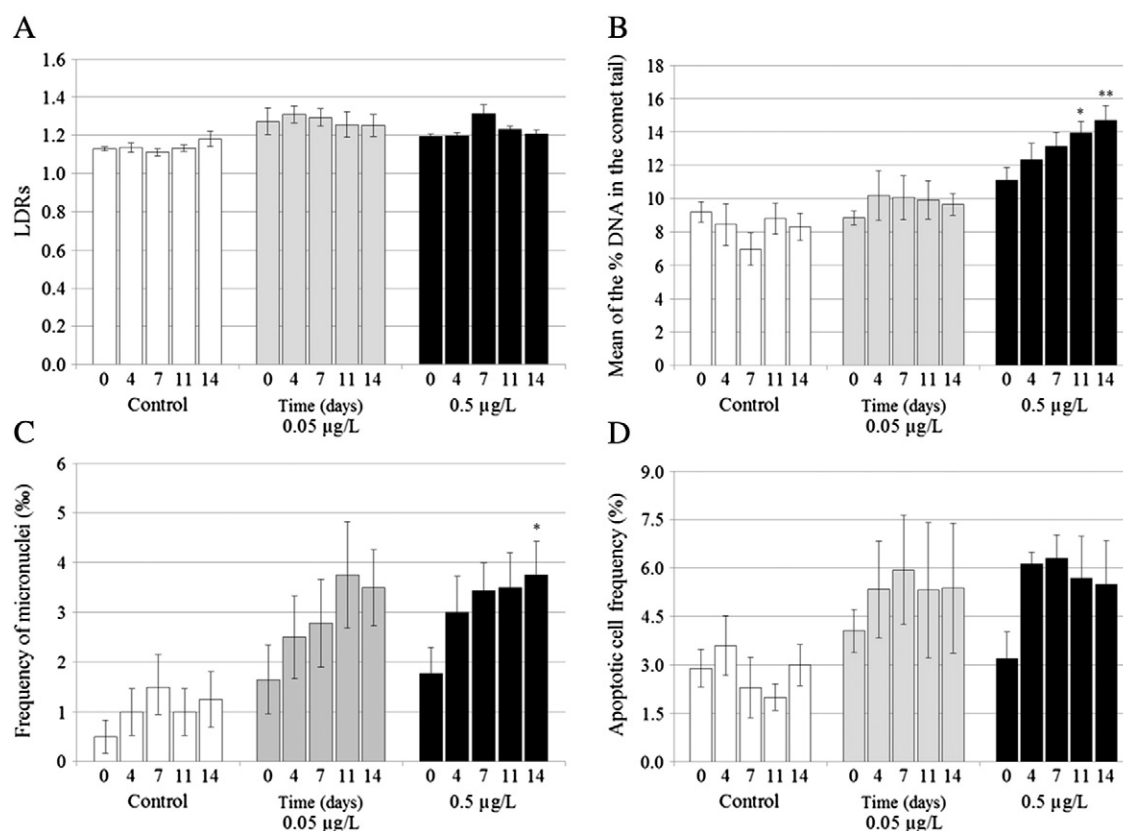 A
LDRs
1.6
1.4
1.2
1.0
0.8
0.6
0.4
0.2
0.0
0 4 7 11 14 0 4 7 11 14 0 4 7 11 14
Control Time (days) 0.5 µg/L
0.05 µg/L
B
Mean of the % DNA in the comet tail)
18
16
14
12
10
8
6
4
2
0
* **
0 4 7 11 14 0 4 7 11 14 0 4 7 11 14
Control Time (days) 0.5 µg/L
0.05 µg/L
C
Frequency of micronuclei (‰)
6
5
4
3
2
1
0
*
0 4 7 11 14 0 4 7 11 14 0 4 7 11 14
Control Time (days) 0.5 µg/L
0.05 µg/L
D
Apoptotic cell frequency (%)
9.0
7.5
6.0
4.5
3.0
1.5
0.0
0 4 7 11 14 0 4 7 11 14 0 4 7 11 14
Control Time (days) 0.5 µg/L
0.05 µg/L